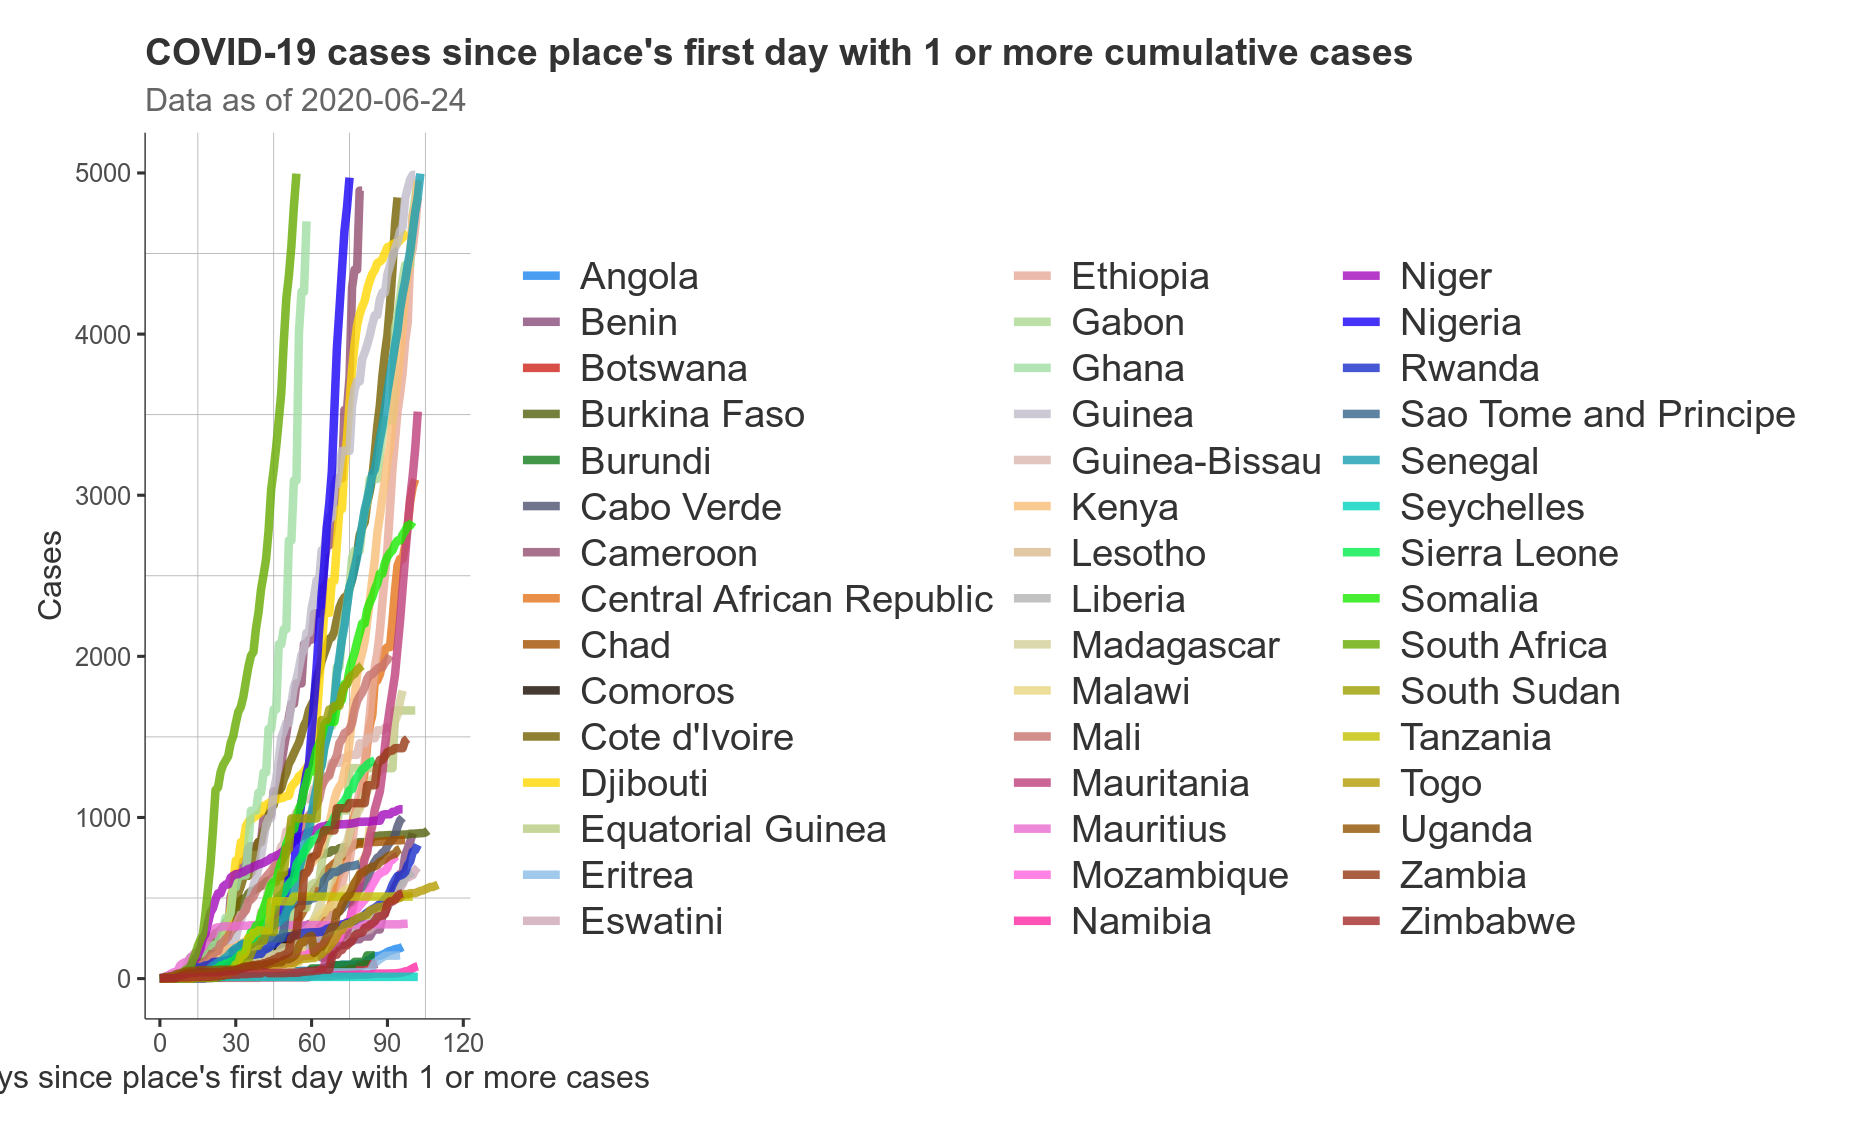 COVID-19 cases since place's first day with 1 or more cumulative cases
Data as of 2020-06-24
5000
4000
3000
2000
1000
0
Cases
0 30 60 90 120
ys since place's first day with 1 or more cases
Angola
Benin
Botswana
Burkina Faso
Burundi
Cabo Verde
Cameroon
Central African Republic
Chad
Comoros
Cote d'Ivoire
Djibouti
Equatorial Guinea
Eritrea
Eswatini
Ethiopia
Gabon
Ghana
Guinea
Guinea-Bissau
Kenya
Lesotho
Liberia
Madagascar
Malawi
Mali
Mauritania
Mauritius
Mozambique
Namibia
Niger
Nigeria
Rwanda
Sao Tome and Principe
Senegal
Seychelles
Sierra Leone
Somalia
South Africa
South Sudan
Tanzania
Togo
Uganda
Zambia
Zimbabwe